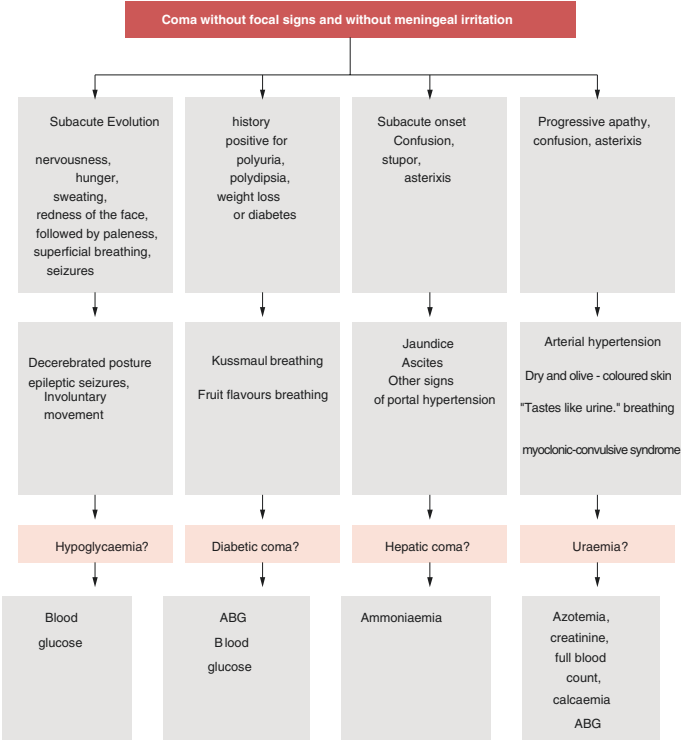 Coma without focal signs and without meningeal irritation
Subacute Evolution
nervousness,
hunger,
sweating,
redness of the face,
followed by paleness,
superficial breathing,
seizures
history
positive for
polyuria,
polydipsia,
weight loss
or diabetes
Subacute onset
Confusion,
stupor,
asterixis
Progressive apathy,
confusion, asterixis
Decerebrated posture
epileptic seizures,
Involuntary
movement
Kussmaul breathing
Fruit flavours breathing
Jaundice
Ascites
Other signs
of portal hypertension
Arterial hypertension
Dry and olive - coloured skin
"Tastes like urine." breathing
myoclonic-convulsive syndrome
Hypoglycaemia?
Diabetic coma?
Hepatic coma?
Uraemia?
Blood
glucose
ABG
Blood
glucose
Ammoniaemia
Azotemia,
creatinine,
full blood
count,
calcaemia
ABG